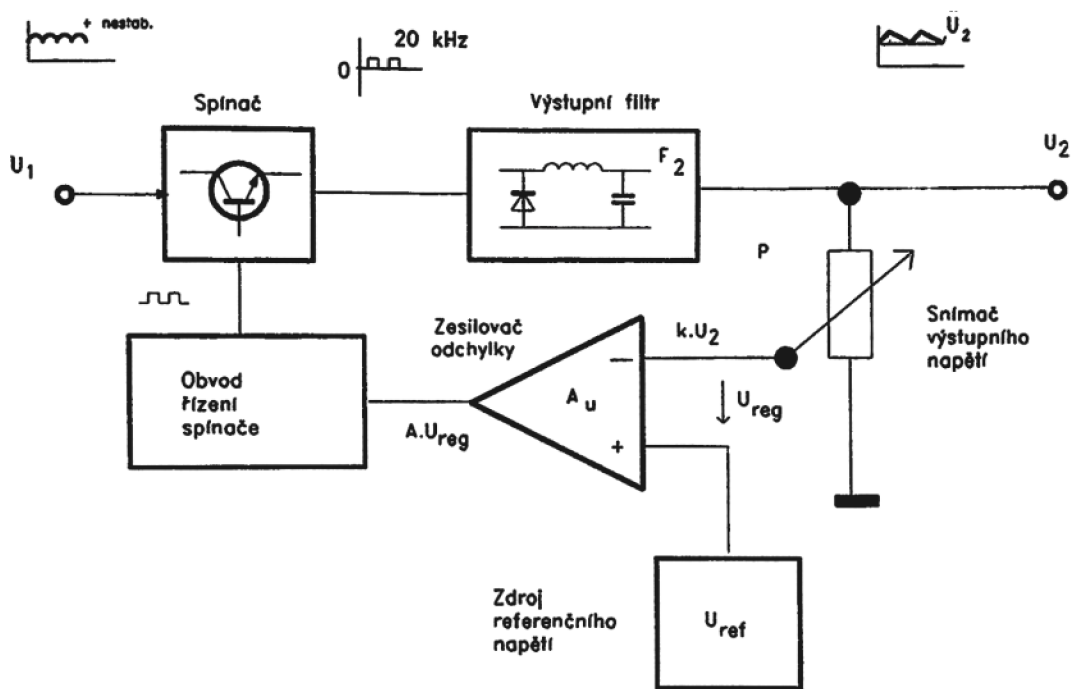 + nestab.
20 kHz
0
U2
Spínač
Výstupní filtr
U1
F2
U2
P
Zesilovač
odchylky
k.U2
Snímač
výstupního
napětí
Obvod
řízení
spínače
−
Au
Ureg
A.Ureg
+
Zdroj
referenčního
napětí
Uref